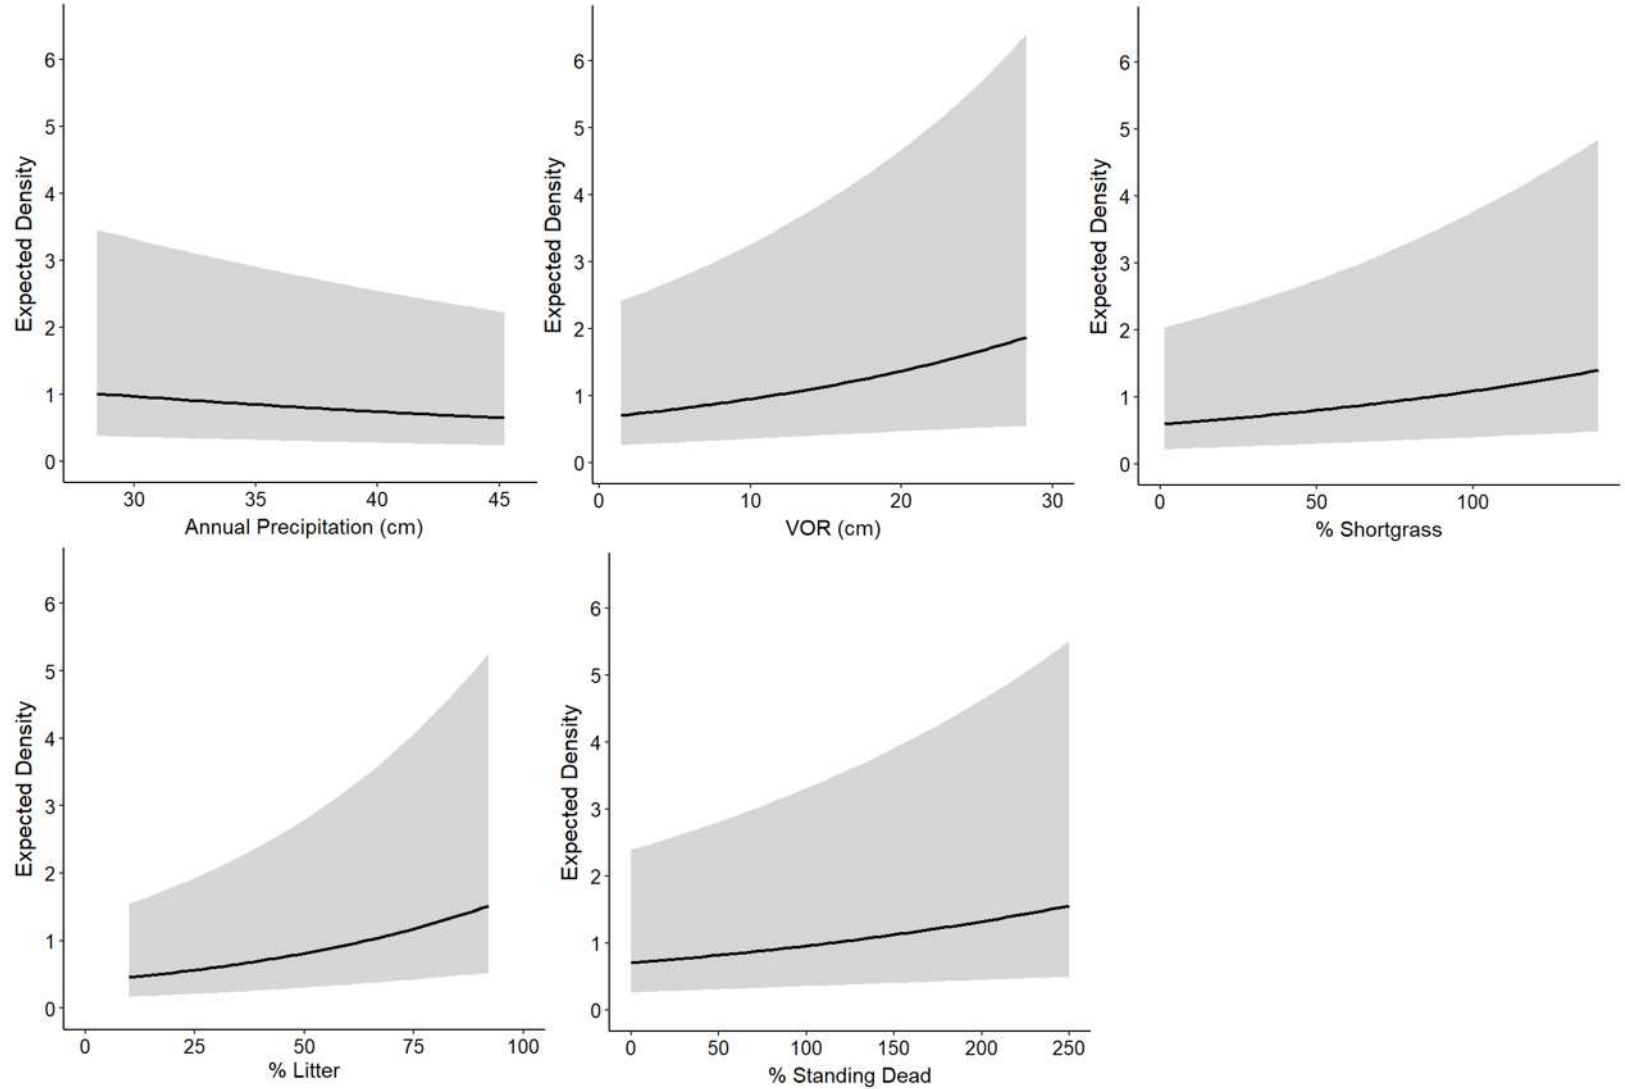 Expected Density
6
5
4
3
2
1
0
30 35 40 45
Annual Precipitation (cm)
Expected Density
6
5
4
3
2
1
0
0 10 20 30
VOR (cm)
Expected Density
6
5
4
3
2
1
0
0 50 100
% Shortgrass
Expected Density
6
5
4
3
2
1
0
0 25 50 75 100
% Litter
Expected Density
6
5
4
3
2
1
0
0 50 100 150 200 250
% Standing Dead